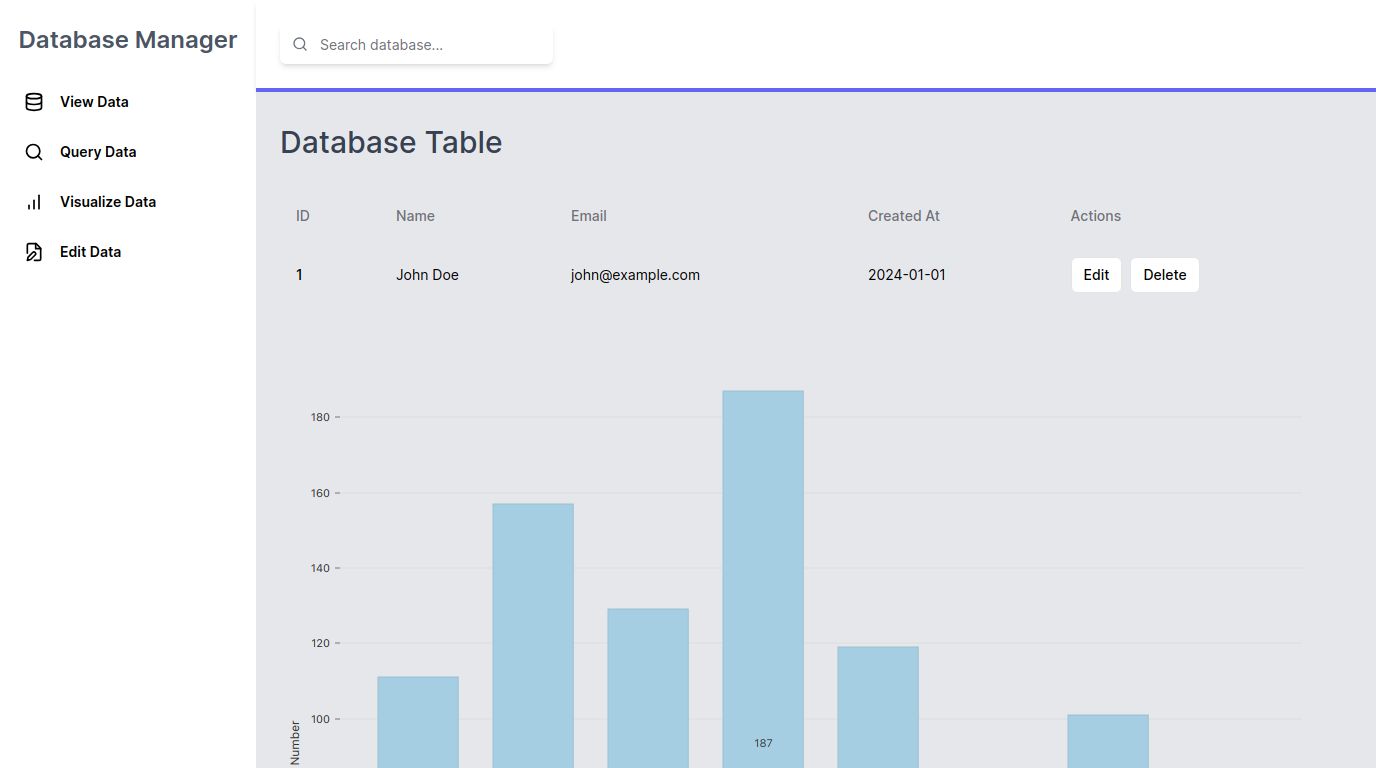 Database Manager
View Data
Query Data
Visualize Data
Edit Data
Search database...
Database Table
ID Name Email Created At Actions
1 John Doe john@example.com 2024-01-01 Edit Delete
180
160
140
120
100
Number
187